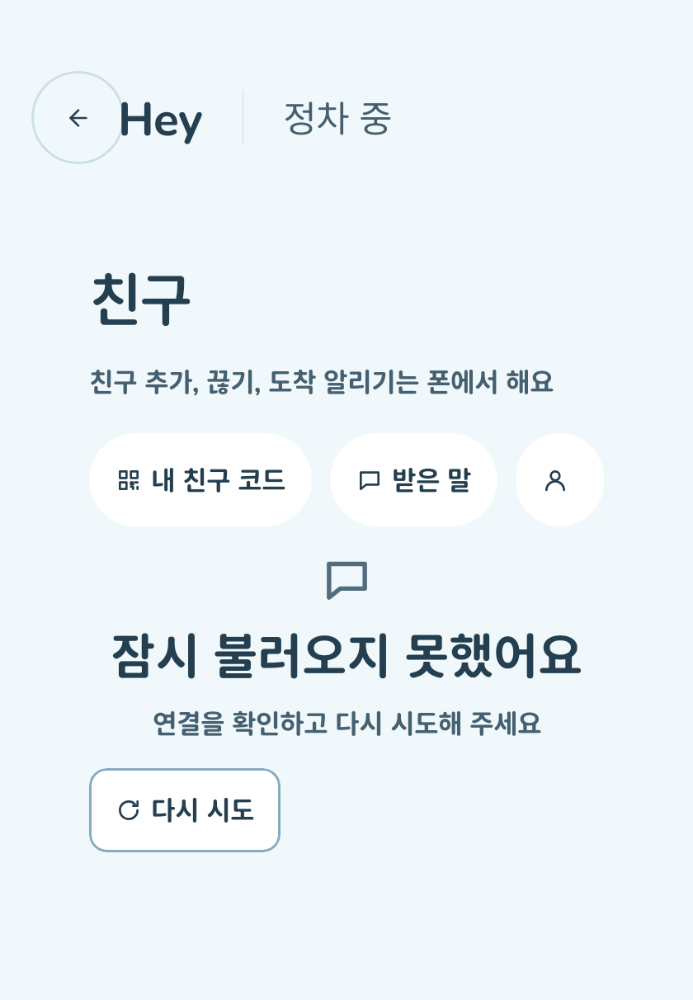 Hey 정차 중
친구
친구 추가, 끊기, 도착 알리기는 폰에서 해요
내 친구 코드 받은 말
잠시 불러오지 못했어요
연결을 확인하고 다시 시도해 주세요
다시 시도